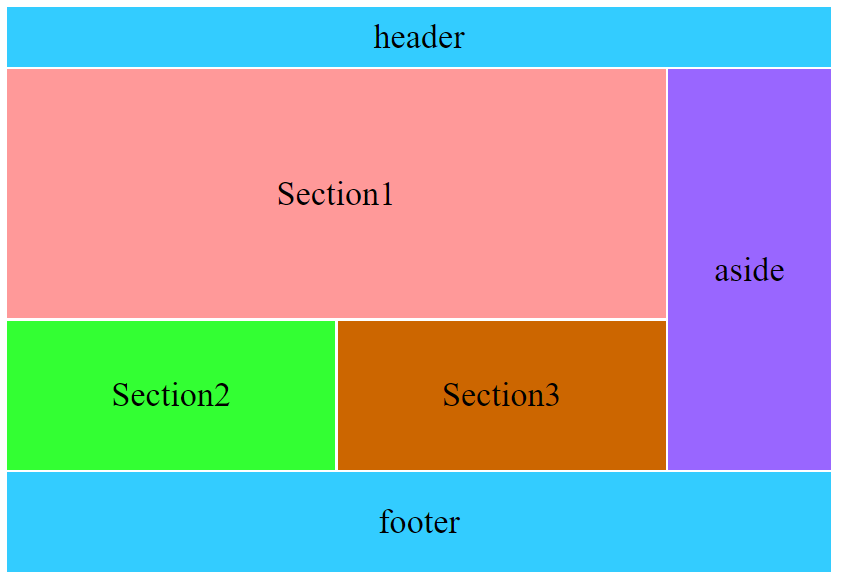 header
Section1
aside
Section2
Section3
footer